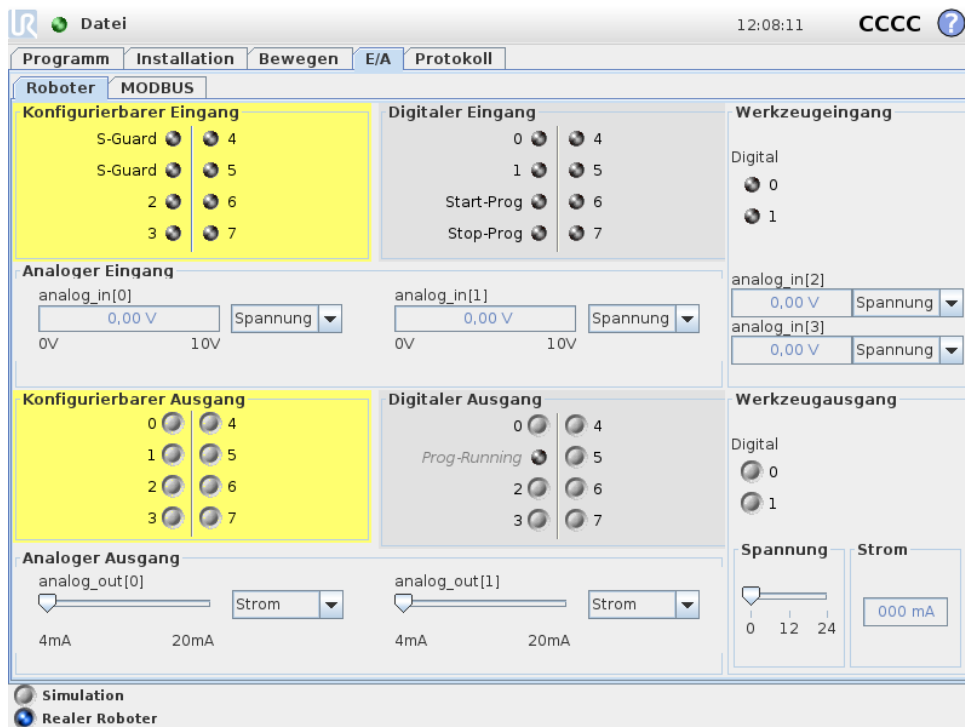 UR Datei 12:08:11 CCCC ?
Programm Installation Bewegen E/A Protokoll
Roboter MODBUS
Konfigurierbarer Eingang
S-Guard 4
S-Guard 5
2 6
3 7
Digitaler Eingang
0 4
1 5
Start-Prog 6
Stop-Prog 7
Werkzeugeingang
Digital
0
1
analog_in[2]
0,00 V Spannung
analog_in[3]
0,00 V Spannung
Analoger Eingang
analog_in[0]
0,00 V Spannung
0V 10V
analog_in[1]
0,00 V Spannung
0V 10V
Konfigurierbarer Ausgang
0 4
1 5
2 6
3 7
Digitaler Ausgang
0 4
Prog-Running 5
2 6
3 7
Werkzeugausgang
Digital
0
1
Spannung
0 12 24
Strom
000 mA
Analoger Ausgang
analog_out[0]
Strom
4mA 20mA
analog_out[1]
Strom
4mA 20mA
Simulation
Realer Roboter